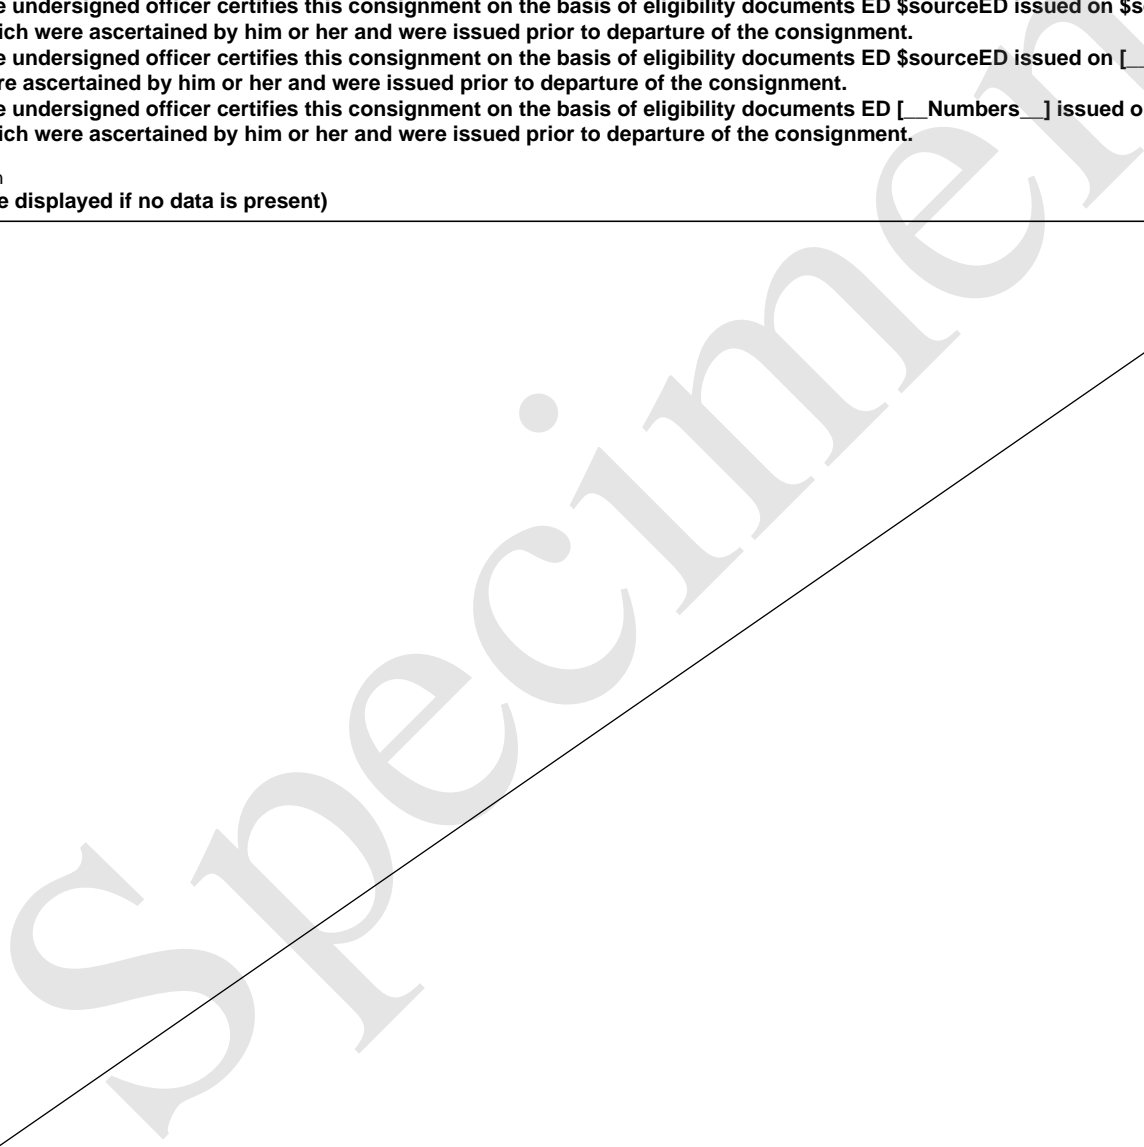 e undersigned officer certifies this consignment on the basis of eligibility documents ED $sourceED issued on $s
ich were ascertained by him or her and were issued prior to departure of the consignment.
e undersigned officer certifies this consignment on the basis of eligibility documents ED $sourceED issued on [__
re ascertained by him or her and were issued prior to departure of the consignment.
e undersigned officer certifies this consignment on the basis of eligibility documents ED [__Numbers__] issued o
ich were ascertained by him or her and were issued prior to departure of the consignment.
n
e displayed if no data is present)
Specimen